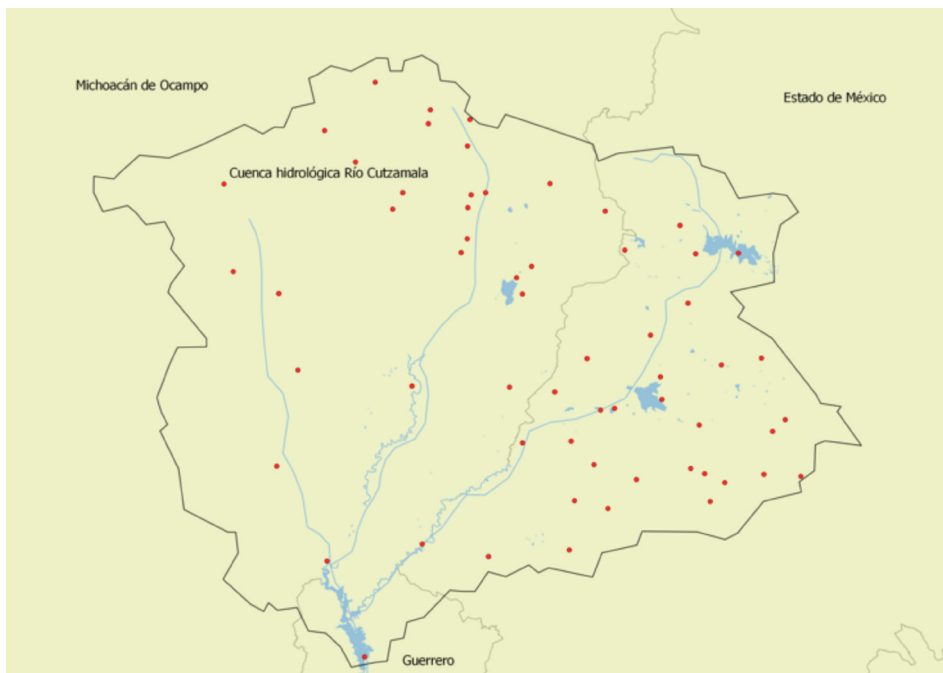 Michoacán de Ocampo
Estado de México
Cuenca hidrológica Río Cutzamala
Guerrero